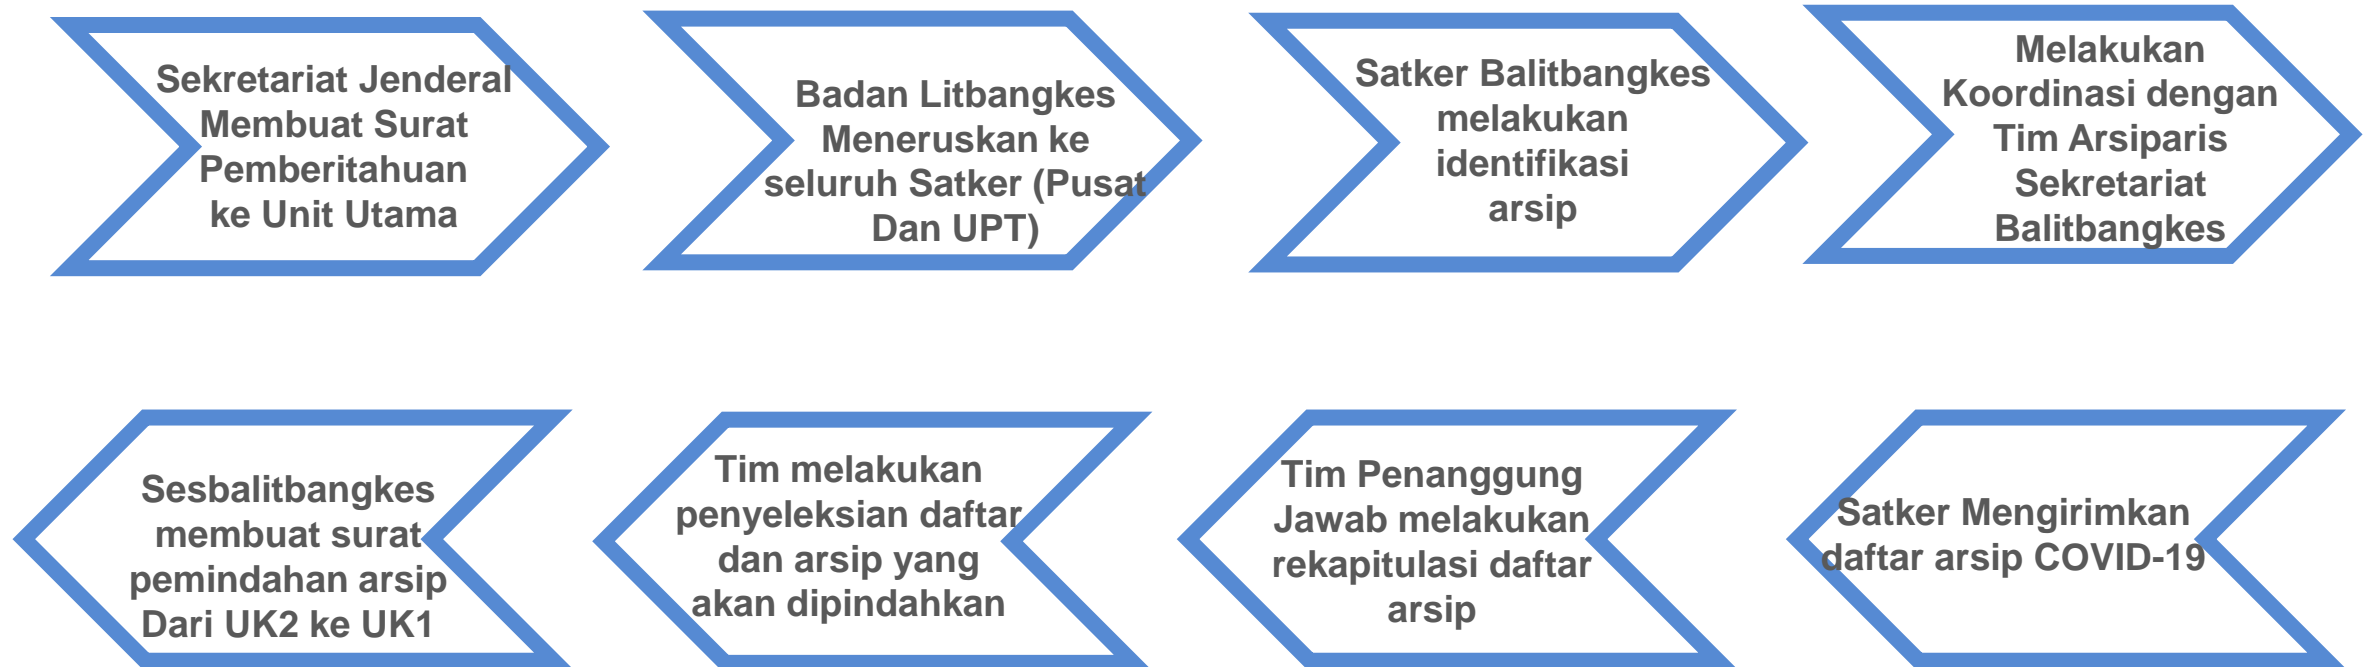 Sekretariat Jenderal
Membuat Surat
Pemberitahuan
ke Unit Utama
Badan Litbangkes
Meneruskan ke
seluruh Satker (Pusat
Dan UPT)
Satker Balitbangkes
melakukan
identifikasi
arsip
Melakukan
Koordinasi dengan
Tim Arsiparis
Sekretariat
Balitbangkes
Satker Mengirimkan
daftar arsip COVID-19
Tim Penanggung
Jawab melakukan
rekapitulasi daftar
arsip
Tim melakukan
penyeleksian daftar
dan arsip yang
akan dipindahkan
Sesbalitbangkes
membuat surat
pemindahan arsip
Dari UK2 ke UK1